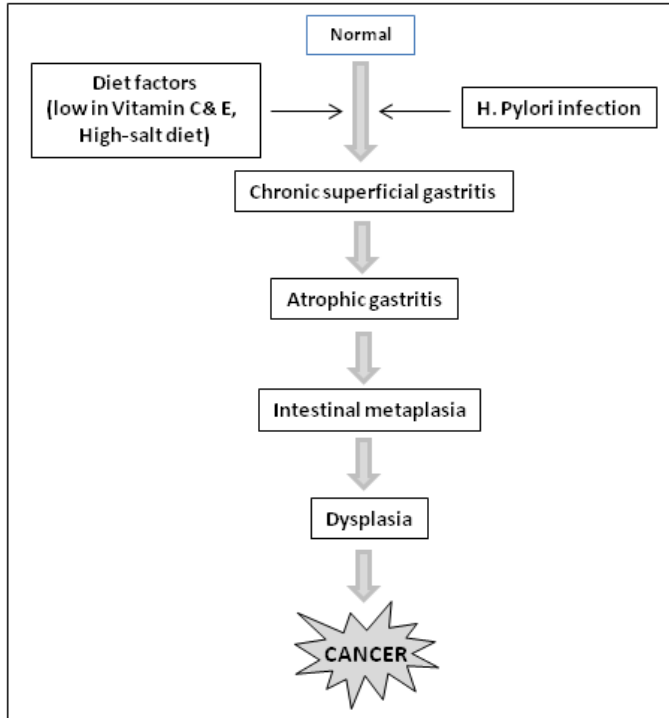 Normal
Diet factors
(low in Vitamin C & E,
High-salt diet)
H. Pylori infection
Chronic superficial gastritis
Atrophic gastritis
Intestinal metaplasia
Dysplasia
CANCER